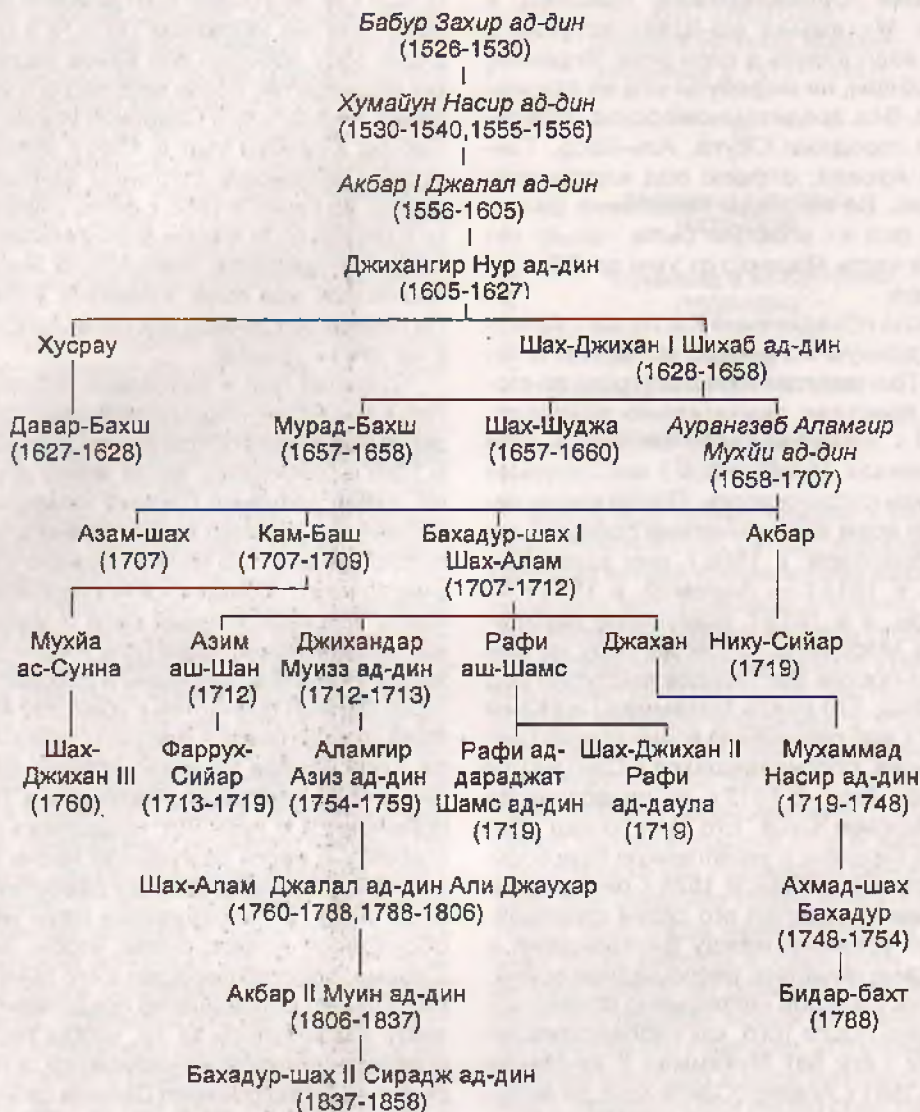 Бабур Захир ад-дин
(1526-1530)
Хумайун Насир ад-дин
(1530-1540,1555-1556)
Акбар I Джалал ад-дин
(1556-1605)
Джихангир Нур ад-дин
(1605-1627)
Хусрау
Шах-Джихан I Шихаб ад-дин
(1628-1658)
Давар-Бахш
(1627-1628)
Мурад-Бахш
(1657-1658)
Шах-Шуджа
(1657-1660)
Аурангзеб Аламгир
Мухйи ад-дин
(1658-1707)
Азам-шах
(1707)
Кам-Баш
(1707-1709)
Бахадур-шах I
Шах-Алам
(1707-1712)
Акбар
Мухйа
ас-Сунна
Азим
аш-Шан
(1712)
Джихандар
Муизз ад-дин
(1712-1713)
Рафи
аш-Шамс
Джахан
Нику-Сийар
(1719)
Шах-
Джихан III
(1760)
Фаррух-
Сийар
(1713-1719)
Аламгир
Азиз ад-дин
(1754-1759)
Рафи ад-
дараджат
Шамс ад-дин
(1719)
Шах-Джихан II
Рафи
ад-даула
(1719)
Мухаммад
Насир ад-дин
(1719-1748)
Шах-Алам Джалал ад-дин Али Джаухар
(1760-1788,1788-1806)
Ахмад-шах
Бахадур
(1748-1754)
Акбар II Муин ад-дин
(1806-1837)
Бидар-бахт
(1788)
Бахадур-шах II Сирадж ад-дин
(1837-1858)